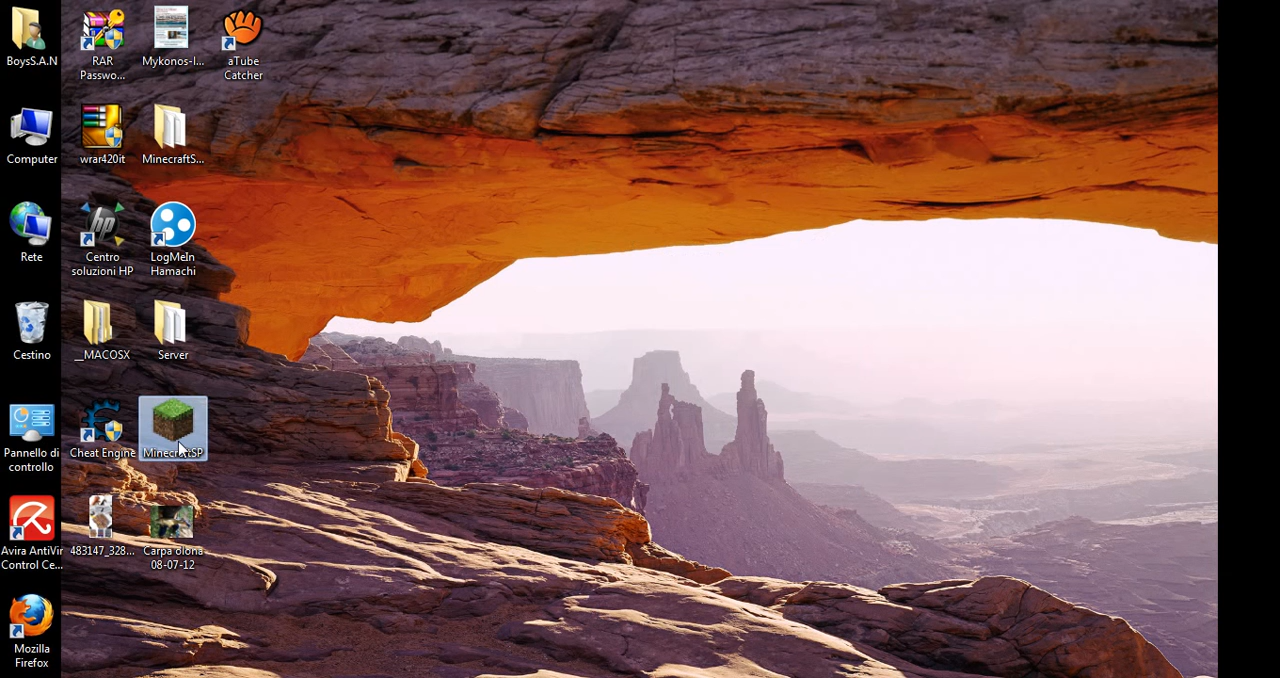 BoysS.A.N
RAR
Passwo...
Mykonos-I...
aTube
Catcher
Computer
wrar420it
MinecraftS...
Rete
Centro
soluzioni HP
LogMeIn
Hamachi
Cestino
__MACOSX
Server
Pannello di
controllo
Cheat Engine
MinecraftSP
Avira AntiVir
Control Ce...
483147_328...
Carpa olona
08-07-12
Mozilla
Firefox